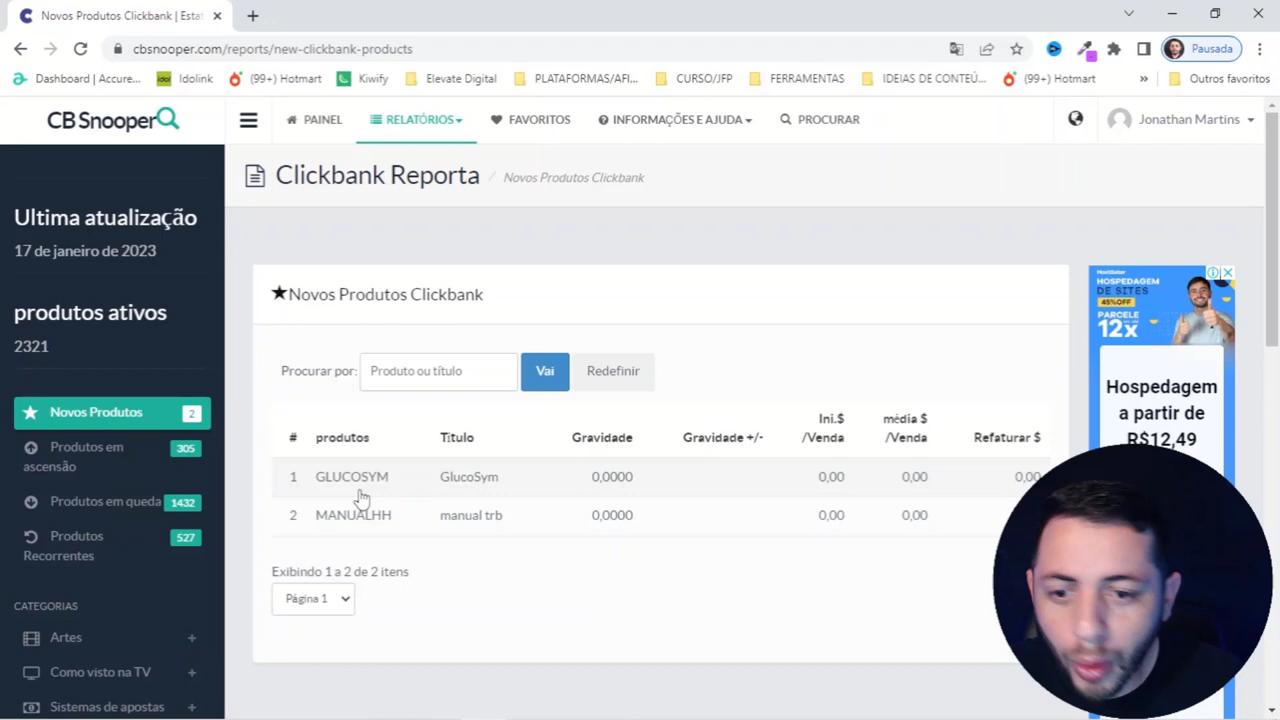 Novos Produtos Clickbank | Estat
cbsnooper.com/reports/new-clickbank-products
Pausada
Dashboard | Accure...
Idolink
(99+) Hotmart
Kiwify
Elevate Digital
PLATAFORMAS/AFI...
CURSO/JFP
FERRAMENTAS
IDEIAS DE CONTEÚ...
(99+) Hotmart
»
Outros favoritos
CB Snooper
PAINEL
RELATÓRIOS
FAVORITOS
INFORMAÇÕES E AJUDA
PROCURAR
Jonathan Martins
Clickbank Reporta / Novos Produtos Clickbank
Ultima atualização
17 de janeiro de 2023
produtos ativos
2321
Novos Produtos 2
Produtos em ascensão 305
Produtos em queda 1432
Produtos Recorrentes 527
CATEGORIAS
Artes +
Como visto na TV +
Sistemas de apostas +
★Novos Produtos Clickbank
Procurar por: Produto ou título Vai Redefinir
# produtos Titulo Gravidade Gravidade +/- Ini.$ /Venda média $ /Venda Refaturar $
1 GLUCOSYM GlucoSym 0,0000 0,00 0,00 0,00
2 MANUALHH manual trb 0,0000 0,00 0,00
Exibindo 1 a 2 de 2 itens
Página 1
HostGator
HOSPEDAGEM
DE SITES
45%OFF
PARCELE
12x
Hospedagem
a partir de
R$12,49